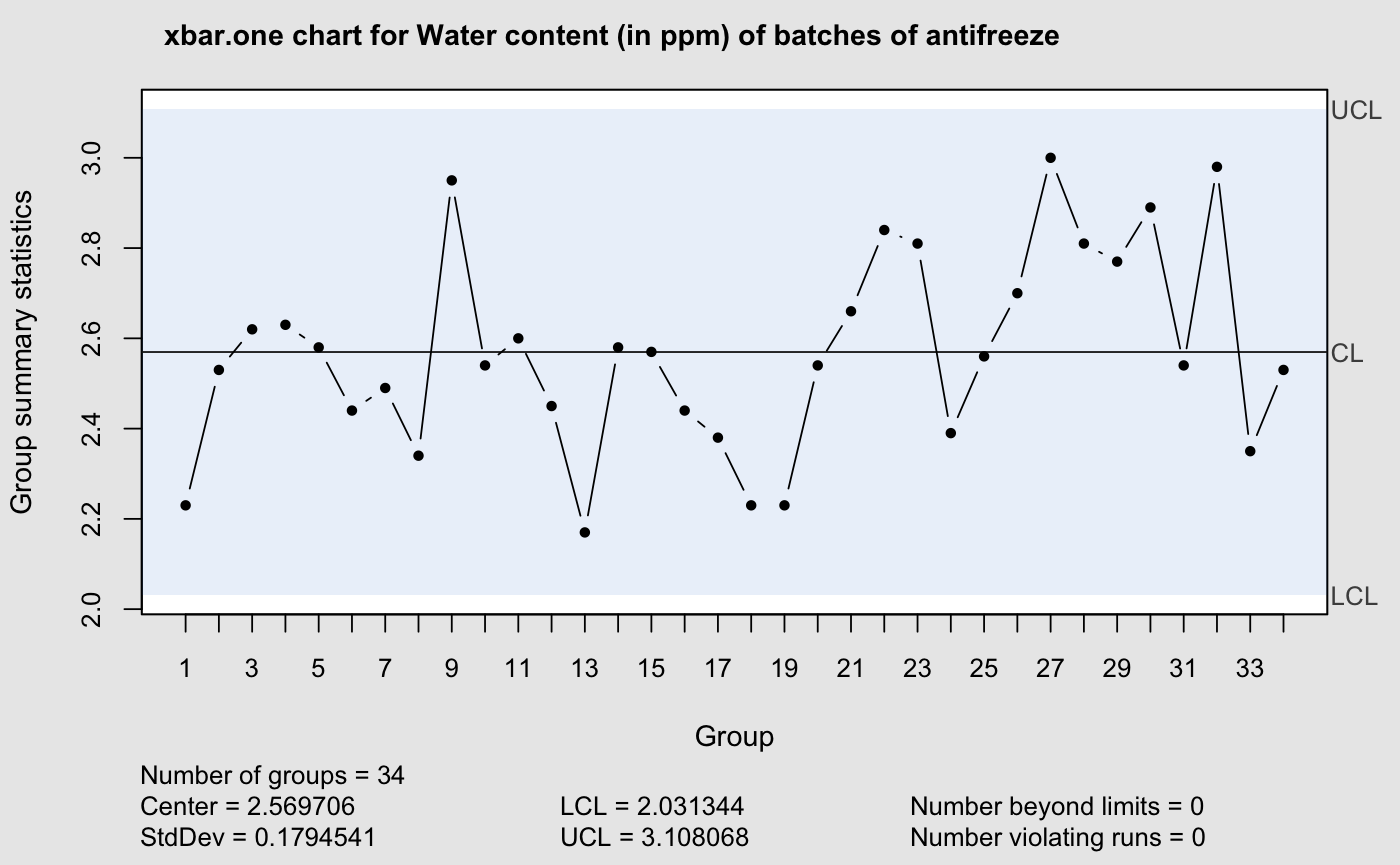 xbar.one chart for Water content (in ppm) of batches of antifreeze
UCL
CL
LCL
Group summary statistics
3.0
2.8
2.6
2.4
2.2
2.0
1 3 5 7 9 11 13 15 17 19 21 23 25 27 29 31 33
Group
Number of groups = 34
Center = 2.569706 LCL = 2.031344 Number beyond limits = 0
StdDev = 0.1794541 UCL = 3.108068 Number violating runs = 0